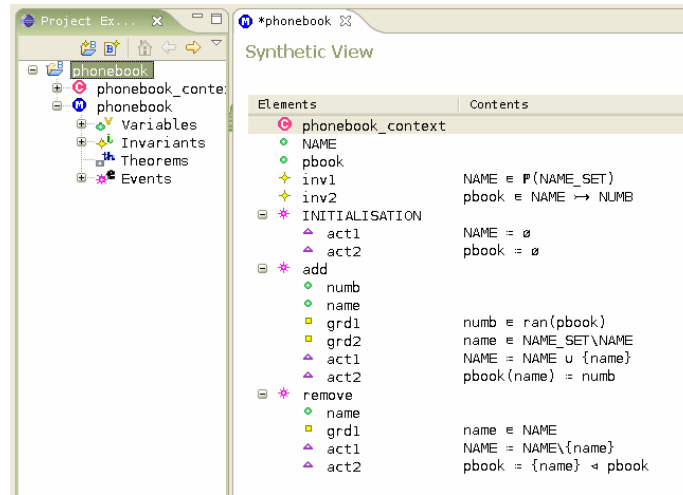 Project Ex...
phonebook
phonebook_conte
phonebook
Variables
Invariants
Theorems
Events
*phonebook
Synthetic View
Elements Contents
phonebook_context
NAME
pbook
inv1 NAME ∈ ℙ(NAME_SET)
inv2 pbook ∈ NAME ↣ NUMB
INITIALISATION
act1 NAME ≔ ∅
act2 pbook ≔ ∅
add
numb
name
grd1 numb ∈ ran(pbook)
grd2 name ∈ NAME_SET\NAME
act1 NAME ≔ NAME ∪ {name}
act2 pbook(name) ≔ numb
remove
name
grd1 name ∈ NAME
act1 NAME ≔ NAME\{name}
act2 pbook ≔ {name} ⩤ pbook